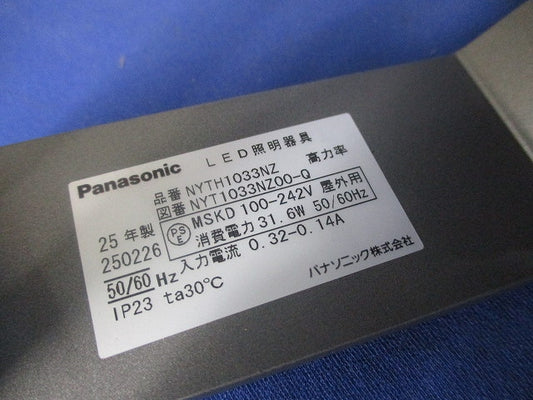 Panasonic LED照明器具
品番 NYTH1033NZ 高力率
図番 NYT1033NZ00-Q
25年製 PSE MSKD 100-242V 屋外用
250226 消費電力 31.6W 50/60Hz
50/60 Hz 入力電流 0.32-0.14A
IP23 ta30℃ パナソニック株式会社